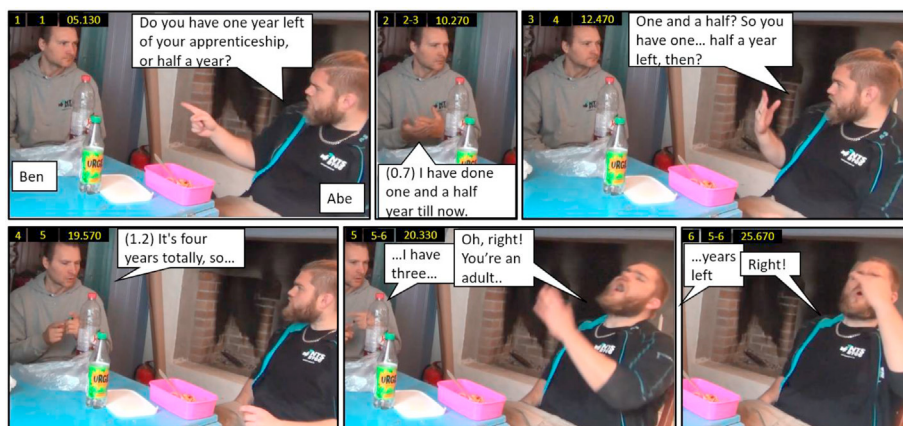 1 1 05.130
Do you have one year left
of your apprenticeship,
or half a year?
Ben
Abe
URGE
2 2-3 10.270
(0.7) I have done
one and a half
year till now.
3 4 12.470
One and a half? So you
have one... half a year
left, then?
URGE
4 5 19.570
(1.2) It's four
years totally, so...
URGE
5 5-6 20.330
...I have
three...
Oh, right!
You're an
adult..
URGE
6 5-6 25.670
...years
left
Right!
URGE